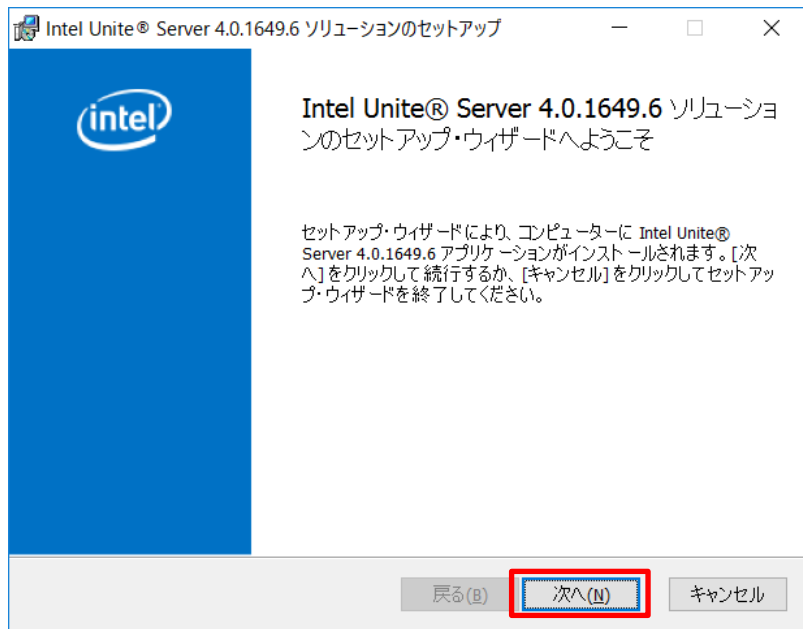 Intel Unite® Server 4.0.1649.6 ソリューションのセットアップ
intel
Intel Unite® Server 4.0.1649.6 ソリューショ
ンのセットアップ・ウィザードへようこそ
セットアップ・ウィザードにより、コンピューターに Intel Unite®
Server 4.0.1649.6 アプリケーションがインストールされます。[次
へ]をクリックして続行するか、[キャンセル]をクリックしてセットアッ
プ・ウィザードを終了してください。
戻る(B) 次へ(N) キャンセル